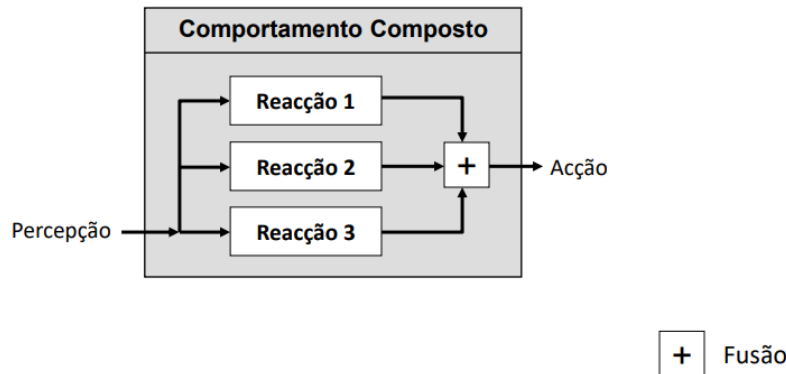 Comportamento Composto
Reacção 1
Reacção 2
+
Acção
Percepção
Reacção 3
+
Fusão